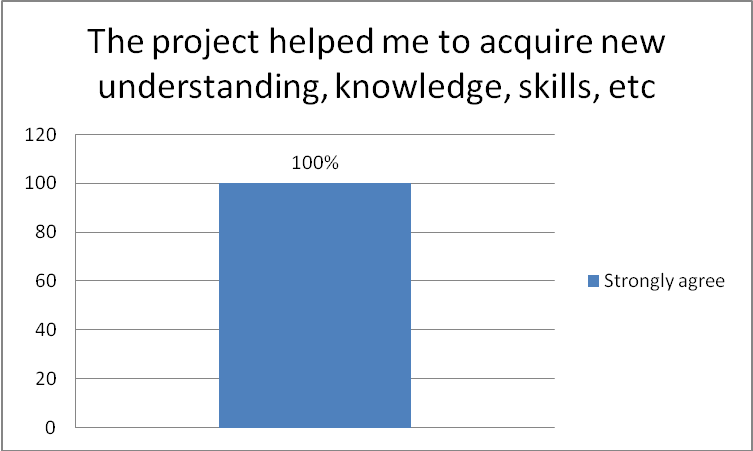 The project helped me to acquire new
understanding, knowledge, skills, etc
120
100
80
60
40
20
0
100%
Strongly agree